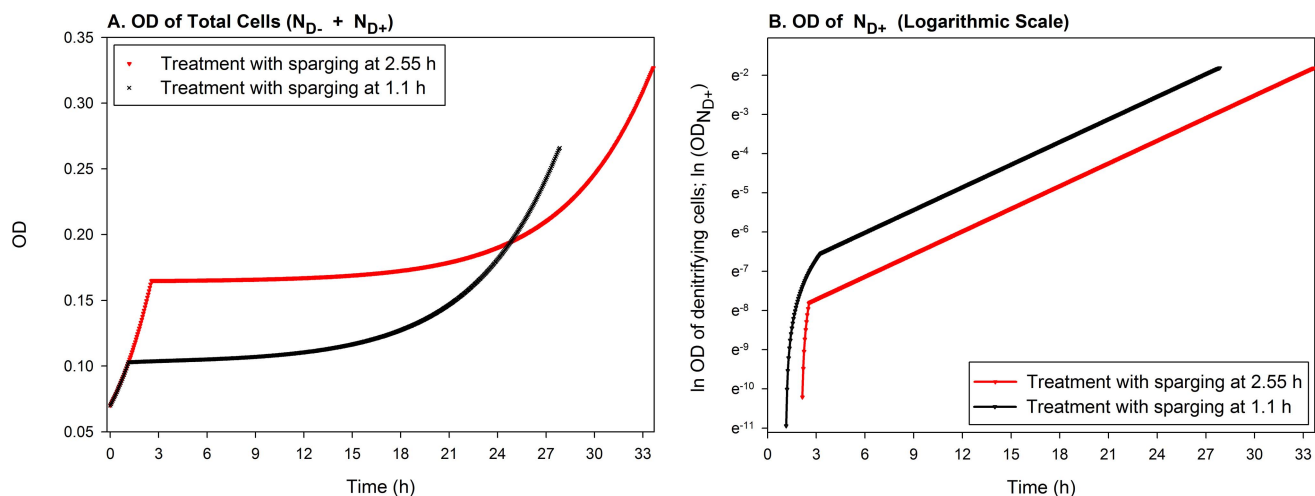 A. OD of Total Cells (N_D- + N_D+)
0.35
0.30
0.25
0.20
0.15
0.10
0.05
OD
Treatment with sparging at 2.55 h
Treatment with sparging at 1.1 h
0 3 6 9 12 15 18 21 24 27 30 33
Time (h)
B. OD of N_D+ (Logarithmic Scale)
e-2
e-3
e-4
e-5
e-6
e-7
e-8
e-9
e-10
e-11
ln OD of denitrifying cells; ln (OD_N_D+)
Treatment with sparging at 2.55 h
Treatment with sparging at 1.1 h
0 3 6 9 12 15 18 21 24 27 30 33
Time (h)